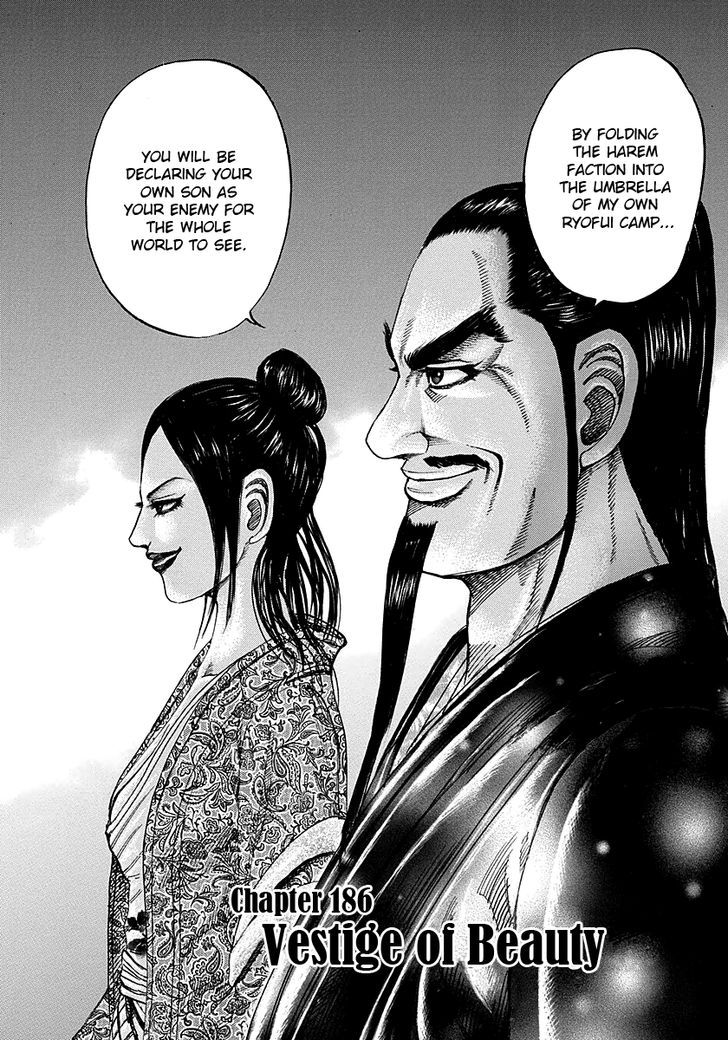 BY FOLDING
THE HAREM
FACTION INTO
THE UMBRELLA
OF MY OWN
RYOFUI CAMP...
YOU WILL BE
DECLARING YOUR
OWN SON AS
YOUR ENEMY FOR
THE WHOLE
WORLD TO SEE.
Chapter 186
Vestige of Beauty